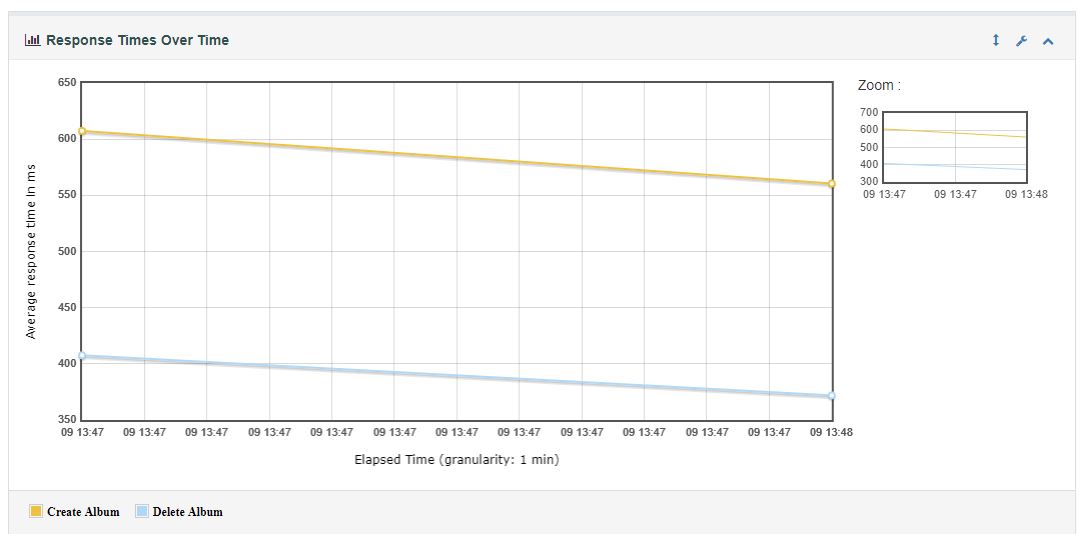 Response Times Over Time
Zoom :
650
600
550
500
450
400
350
Average response time in ms
09 13:47 09 13:47 09 13:47 09 13:47 09 13:47 09 13:47 09 13:47 09 13:47 09 13:47 09 13:47 09 13:47 09 13:47 09 13:48
Elapsed Time (granularity: 1 min)
700
600
500
400
300
09 13:47 09 13:47 09 13:48
Create Album Delete Album